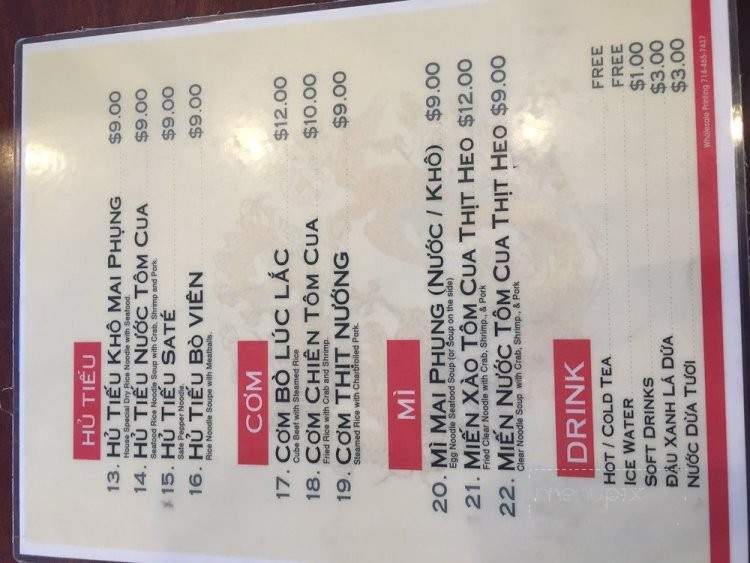 HỦ TIẾU
13. HỦ TIẾU KHÔ MAI PHỤNG $9.00
House Special Dry Rice Noodle with Seafood.
14. HỦ TIẾU NƯỚC TÔM CUA $9.00
Seafood Rice Noodle Soup with Crab, Shrimp and Pork.
15. HỦ TIẾU SATÉ $9.00
Sate Pepper Noodle.
16. HỦ TIẾU BÒ VIÊN $9.00
Rice Noodle Soupe with Meatballs.
CƠM
17. CƠM BÒ LÚC LẮC $12.00
Cube Beef with Steamed Rice
18. CƠM CHIÊN TÔM CUA $10.00
Fried Rice with Crab and Shrimp.
19. CƠM THỊT NƯỚNG $9.00
Steamed Rice with Charbroiled Pork.
MÌ
20. MÌ MAI PHỤNG (NƯỚC / KHÔ) $9.00
Egg Noodle Seafood Soup (or Soup on the side)
21. MIẾN XÀO TÔM CUA THỊT HEO $12.00
Fried Clear Noodle with Crab, Shrimp, & Pork
22. MIẾN NƯỚC TÔM CUA THỊT HEO $9.00
Clear Noodle Soup with Crab, Shrimp, & Pork
DRINK
HOT / COLD TEA FREE
ICE WATER FREE
SOFT DRINKS $1.00
ĐẬU XANH LÁ DỨA $3.00
NƯỚC DỪA TƯƠI $3.00
Wholesale Printing 714-465-7437